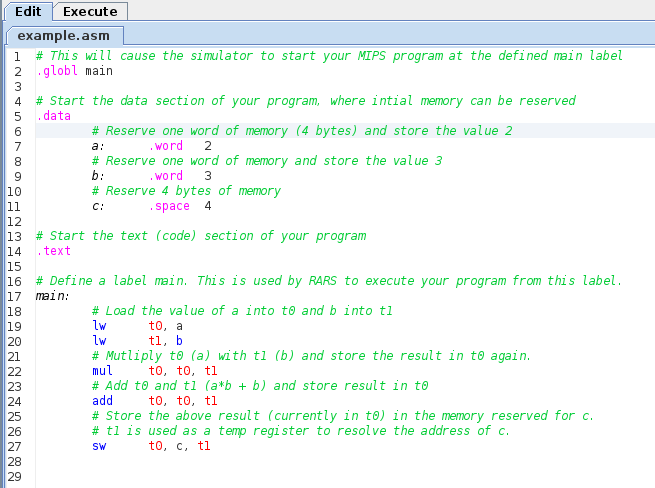 Edit Execute
example.asm
1 # This will cause the simulator to start your MIPS program at the defined main label
2 .globl main
3
4 # Start the data section of your program, where intial memory can be reserved
5 .data
6 # Reserve one word of memory (4 bytes) and store the value 2
7 a: .word 2
8 # Reserve one word of memory and store the value 3
9 b: .word 3
10 # Reserve 4 bytes of memory
11 c: .space 4
12
13 # Start the text (code) section of your program
14 .text
15
16 # Define a label main. This is used by RARS to execute your program from this label.
17 main:
18 # Load the value of a into t0 and b into t1
19 lw t0, a
20 lw t1, b
21 # Mutliply t0 (a) with t1 (b) and store the result in t0 again.
22 mul t0, t0, t1
23 # Add t0 and t1 (a*b + b) and store result in t0
24 add t0, t0, t1
25 # Store the above result (currently in t0) in the memory reserved for c.
26 # t1 is used as a temp register to resolve the address of c.
27 sw t0, c, t1
28
29